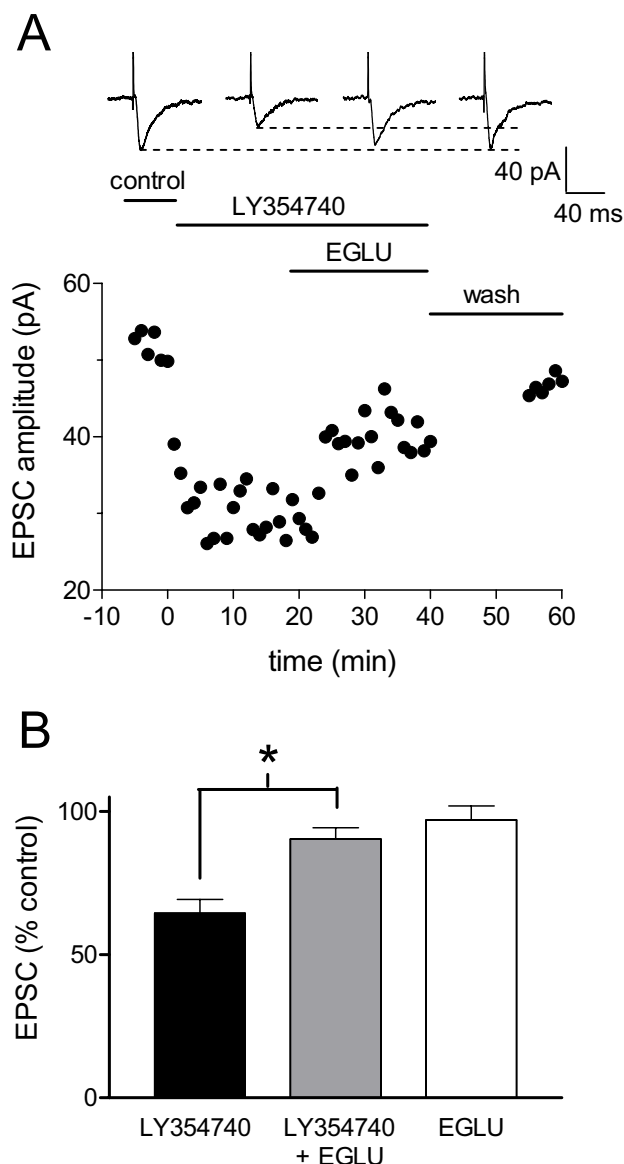 A
40 pA
40 ms
control
LY354740
EGLU
wash
EPSC amplitude (pA)
60
40
20
-10 0 10 20 30 40 50 60
time (min)
B
*
EPSC (% control)
100
50
0
LY354740 LY354740 EGLU
+ EGLU